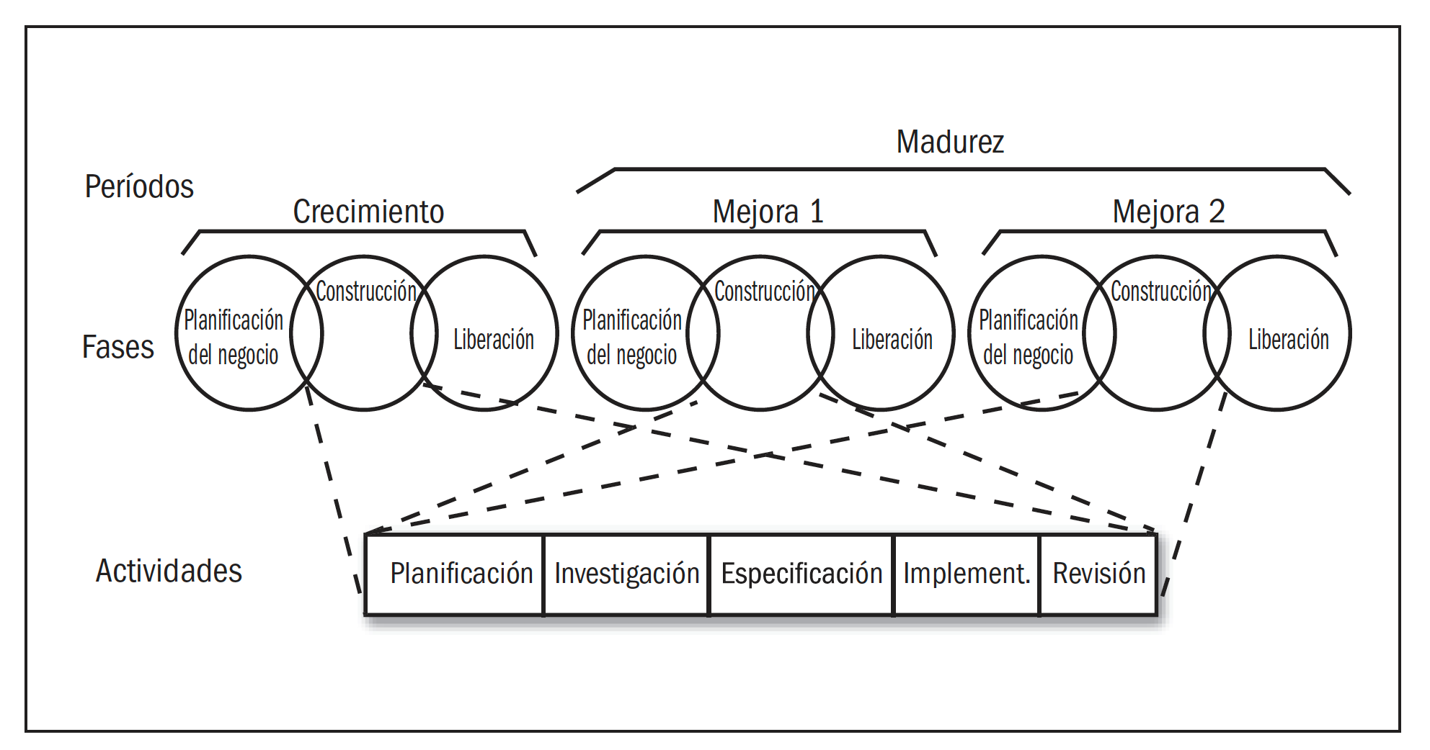 Madurez
Períodos
Crecimiento
Mejora 1
Mejora 2
Fases
Planificación
del negocio
Construcción
Liberación
Planificación
del negocio
Construcción
Liberación
Planificación
del negocio
Construcción
Liberación
Actividades
Planificación
Investigación
Especificación
Implement.
Revisión